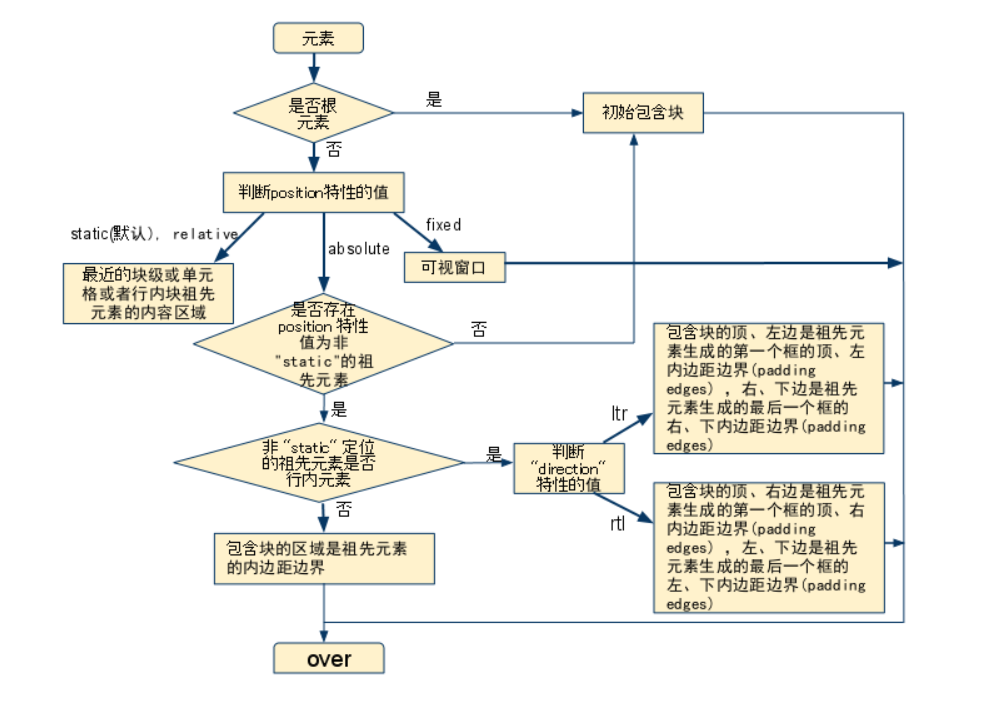 元素
是否根
元素
是
初始包含块
否
判断position特性的值
static(默认), relative
absolute
fixed
可视窗口
最近的块级或单元
格或者行内块祖先
元素的内容区域
是否存在
position 特性
值为非
"static"的祖
先元素
否
是
包含块的顶、左边是祖先元
素生成的第一个框的顶、左
内边距边界(padding
edges) ，右、下边是祖先
元素生成的最后一个框的
右、下内边距边界(padding
edges)
非 “static“ 定位
的祖先元素是否
行内元素
是
判断
“direction“
特性的值
ltr
rtl
包含块的顶、右边是祖先元
素生成的第一个框的顶、右
内边距边界(padding
edges) ，左、下边是祖先
元素生成的最后一个框的
左、下内边距边界(padding
edges)
否
包含块的区域是祖先元素
的内边距边界
over